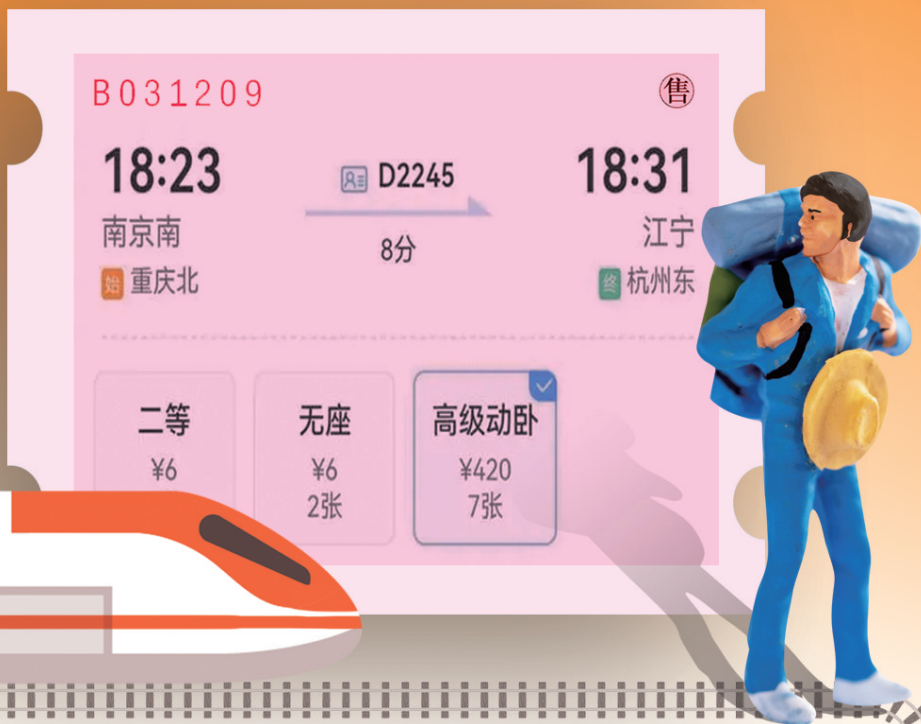 B031209 售
18:23 D2245 18:31
南京南 8分 江宁
始 重庆北 终 杭州东
二等 无座 高级动卧
¥6 ¥6 ¥420
2张 7张